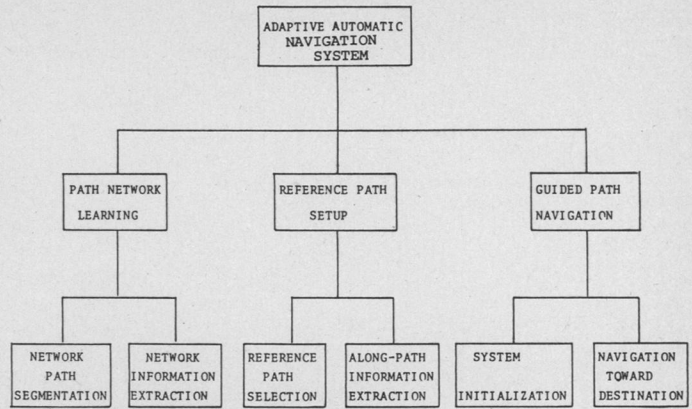 ADAPTIVE AUTOMATIC
NAVIGATION
SYSTEM
PATH NETWORK
LEARNING
REFERENCE PATH
SETUP
GUIDED PATH
NAVIGATION
NETWORK
PATH
SEGMENTATION
NETWORK
INFORMATION
EXTRACTION
REFERENCE
PATH
SELECTION
ALONG-PATH
INFORMATION
EXTRACTION
SYSTEM
INITIALIZATION
NAVIGATION
TOWARD
DESTINATION